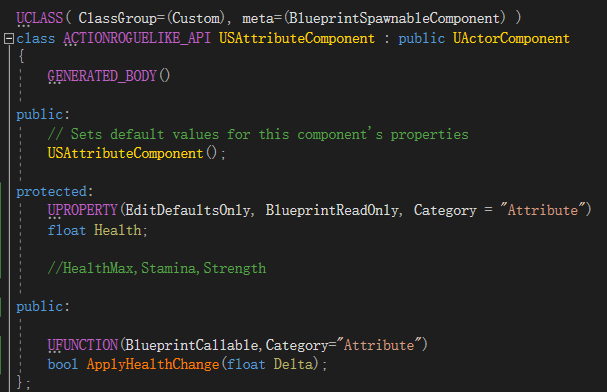 UCLASS( ClassGroup=(Custom), meta=(BlueprintSpawnableComponent) )
class ACTIONROGUELIKE_API USAttributeComponent : public UActorComponent
{
GENERATED_BODY()
public:
// Sets default values for this component's properties
USAttributeComponent();
protected:
UPROPERTY(EditDefaultsOnly, BlueprintReadOnly, Category = "Attribute")
float Health;
//HealthMax,Stamina,Strength
public:
UFUNCTION(BlueprintCallable,Category="Attribute")
bool ApplyHealthChange(float Delta);
};